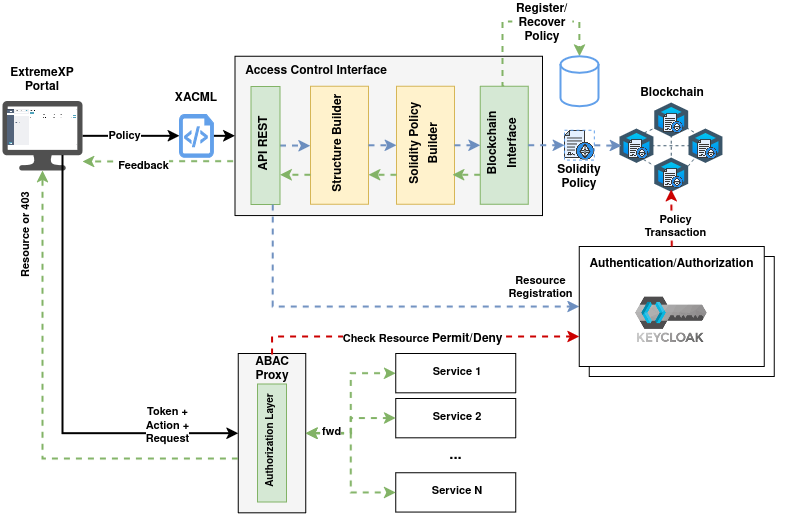 Register/
Recover
Policy
ExtremeXP
Portal
XACML
Access Control Interface
Blockchain
API REST
Structure Builder
Solidity Policy
Builder
Blockchain
Interface
Policy
Feedback
Solidity
Policy
Resource or 403
Policy
Transaction
Authentication/Authorization
Resource
Registration
KEYCLOAK
Check Resource Permit/Deny
ABAC
Proxy
Authorization Layer
Service 1
Token +
Action +
Request
fwd
Service 2
...
Service N